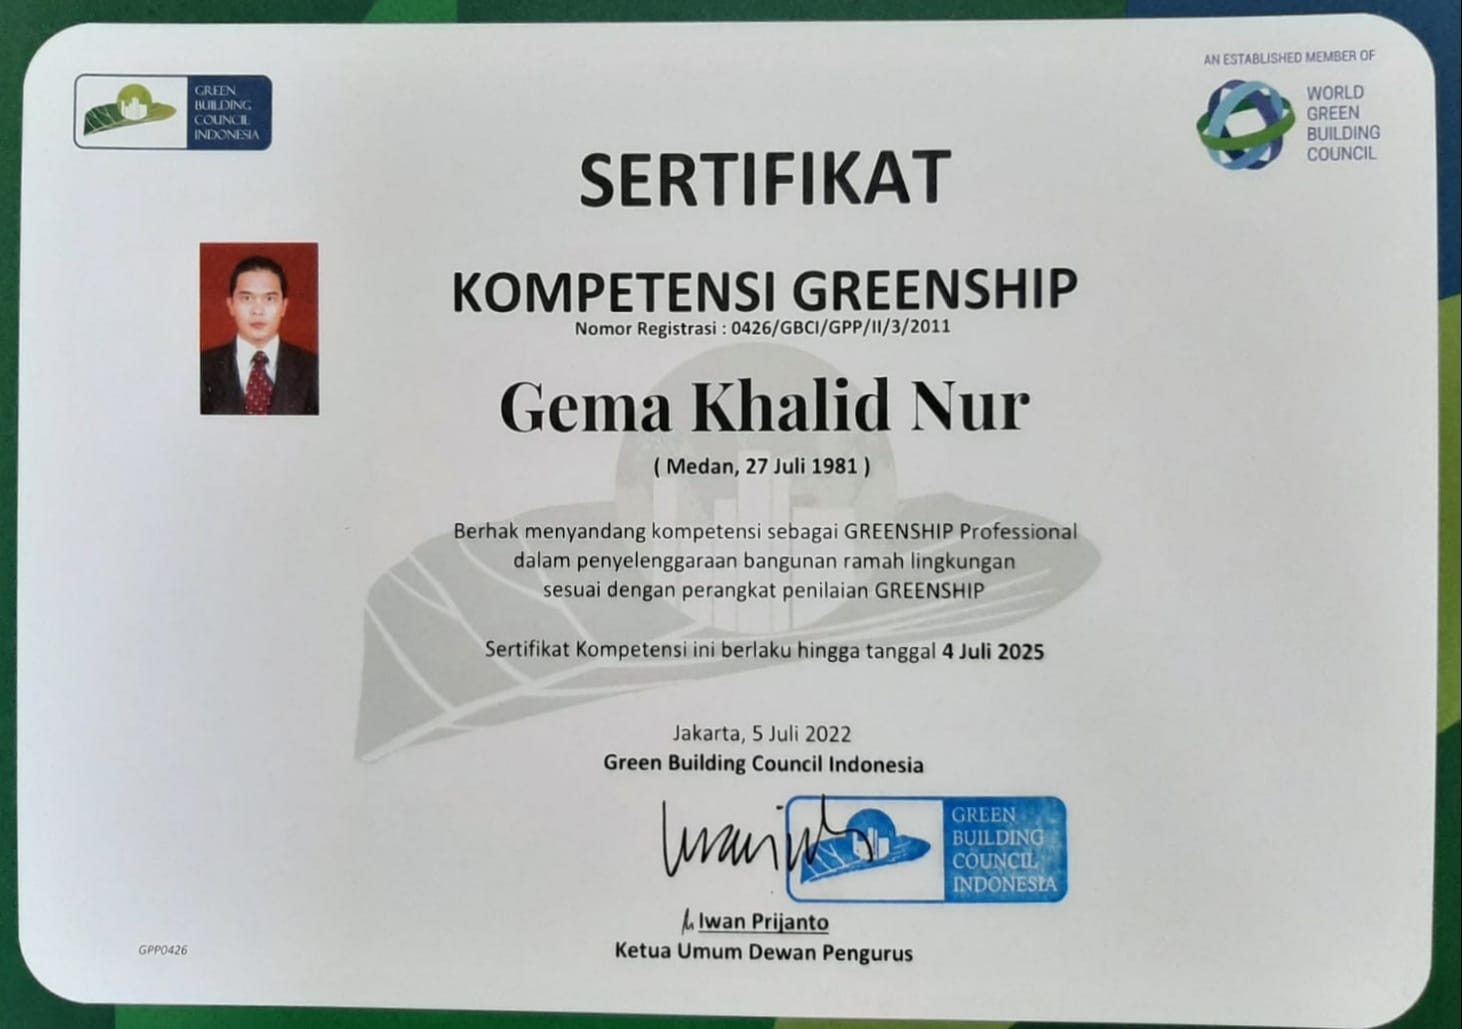 GREEN
BUILDING
COUNCIL
INDONESIA
AN ESTABLISHED MEMBER OF
WORLD
GREEN
BUILDING
COUNCIL
SERTIFIKAT
KOMPETENSI GREENSHIP
Nomor Registrasi : 0426/GBCI/GPP/II/3/2011
Gema Khalid Nur
( Medan, 27 Juli 1981 )
Berhak menyandang kompetensi sebagai GREENSHIP Professional
dalam penyelenggaraan bangunan ramah lingkungan
sesuai dengan perangkat penilaian GREENSHIP
Sertifikat Kompetensi ini berlaku hingga tanggal 4 Juli 2025
Jakarta, 5 Juli 2022
Green Building Council Indonesia
GREEN
BUILDING
COUNCIL
INDONESIA
Iwan Prijanto
Ketua Umum Dewan Pengurus
GPP0426